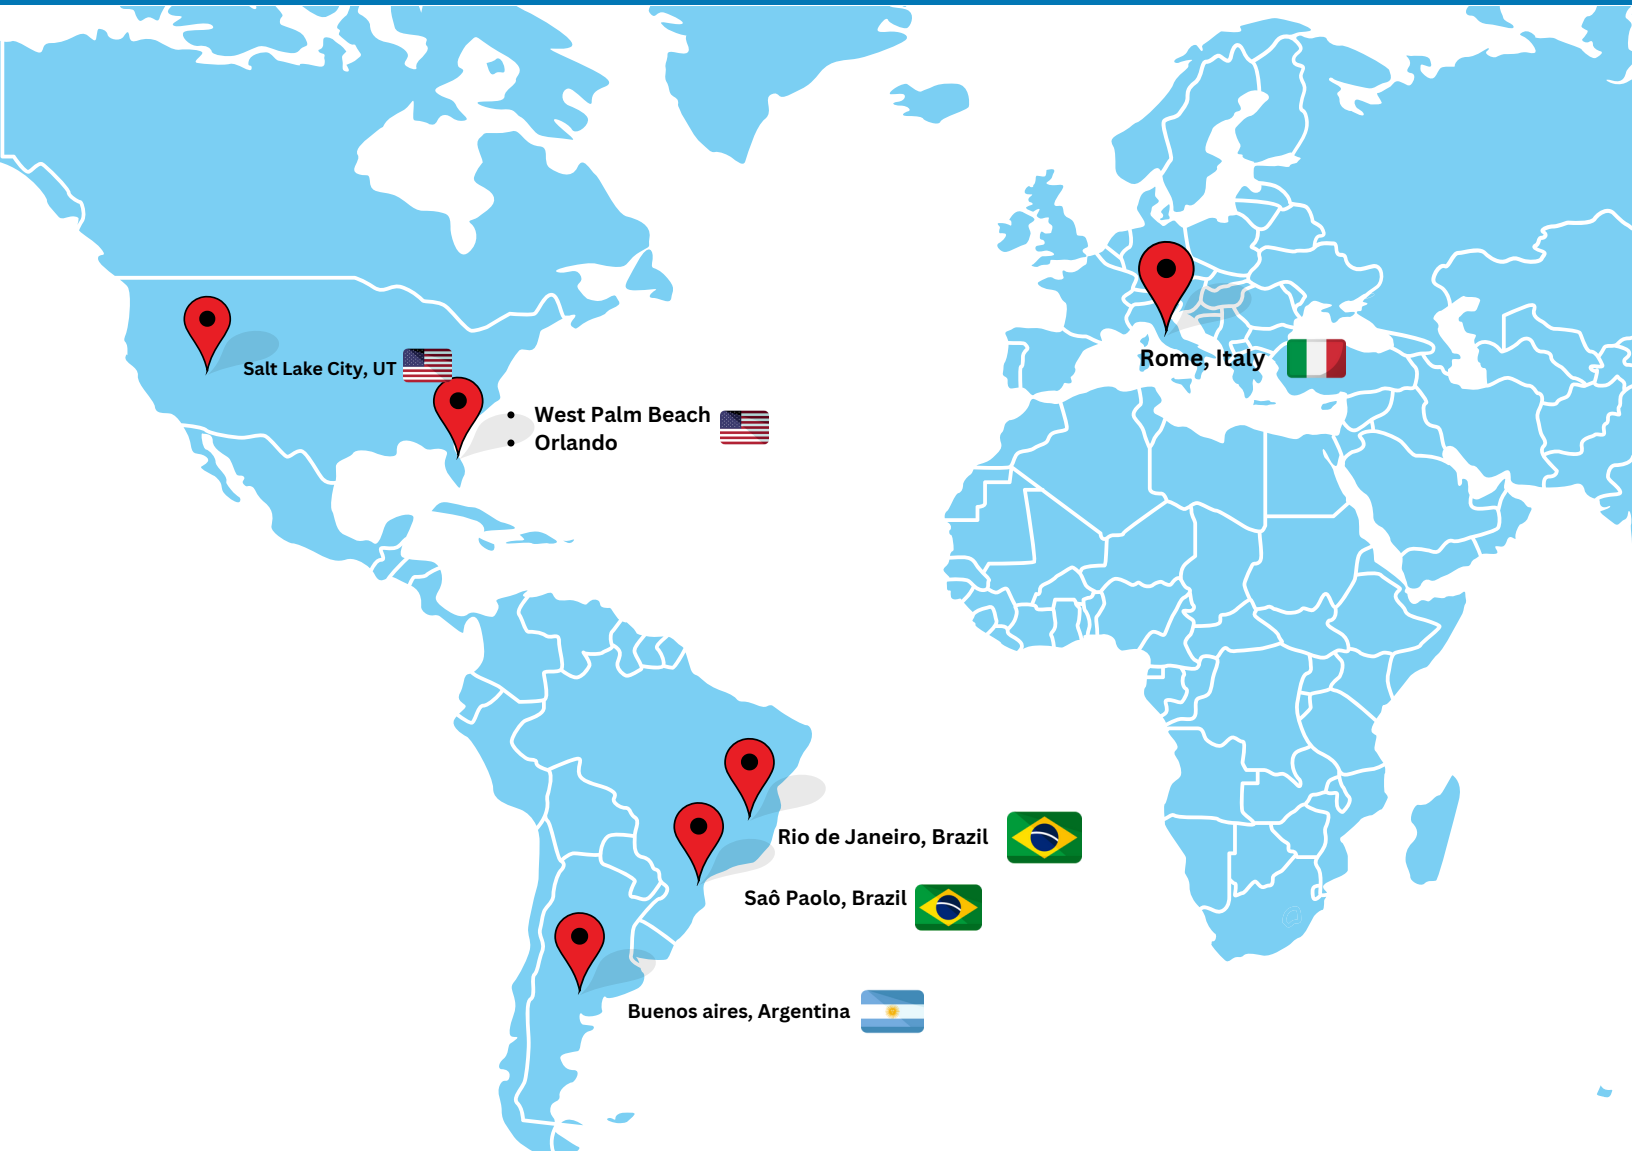 Salt Lake City, UT
• West Palm Beach
• Orlando
Rome, Italy
Rio de Janeiro, Brazil
Saô Paolo, Brazil
Buenos aires, Argentina